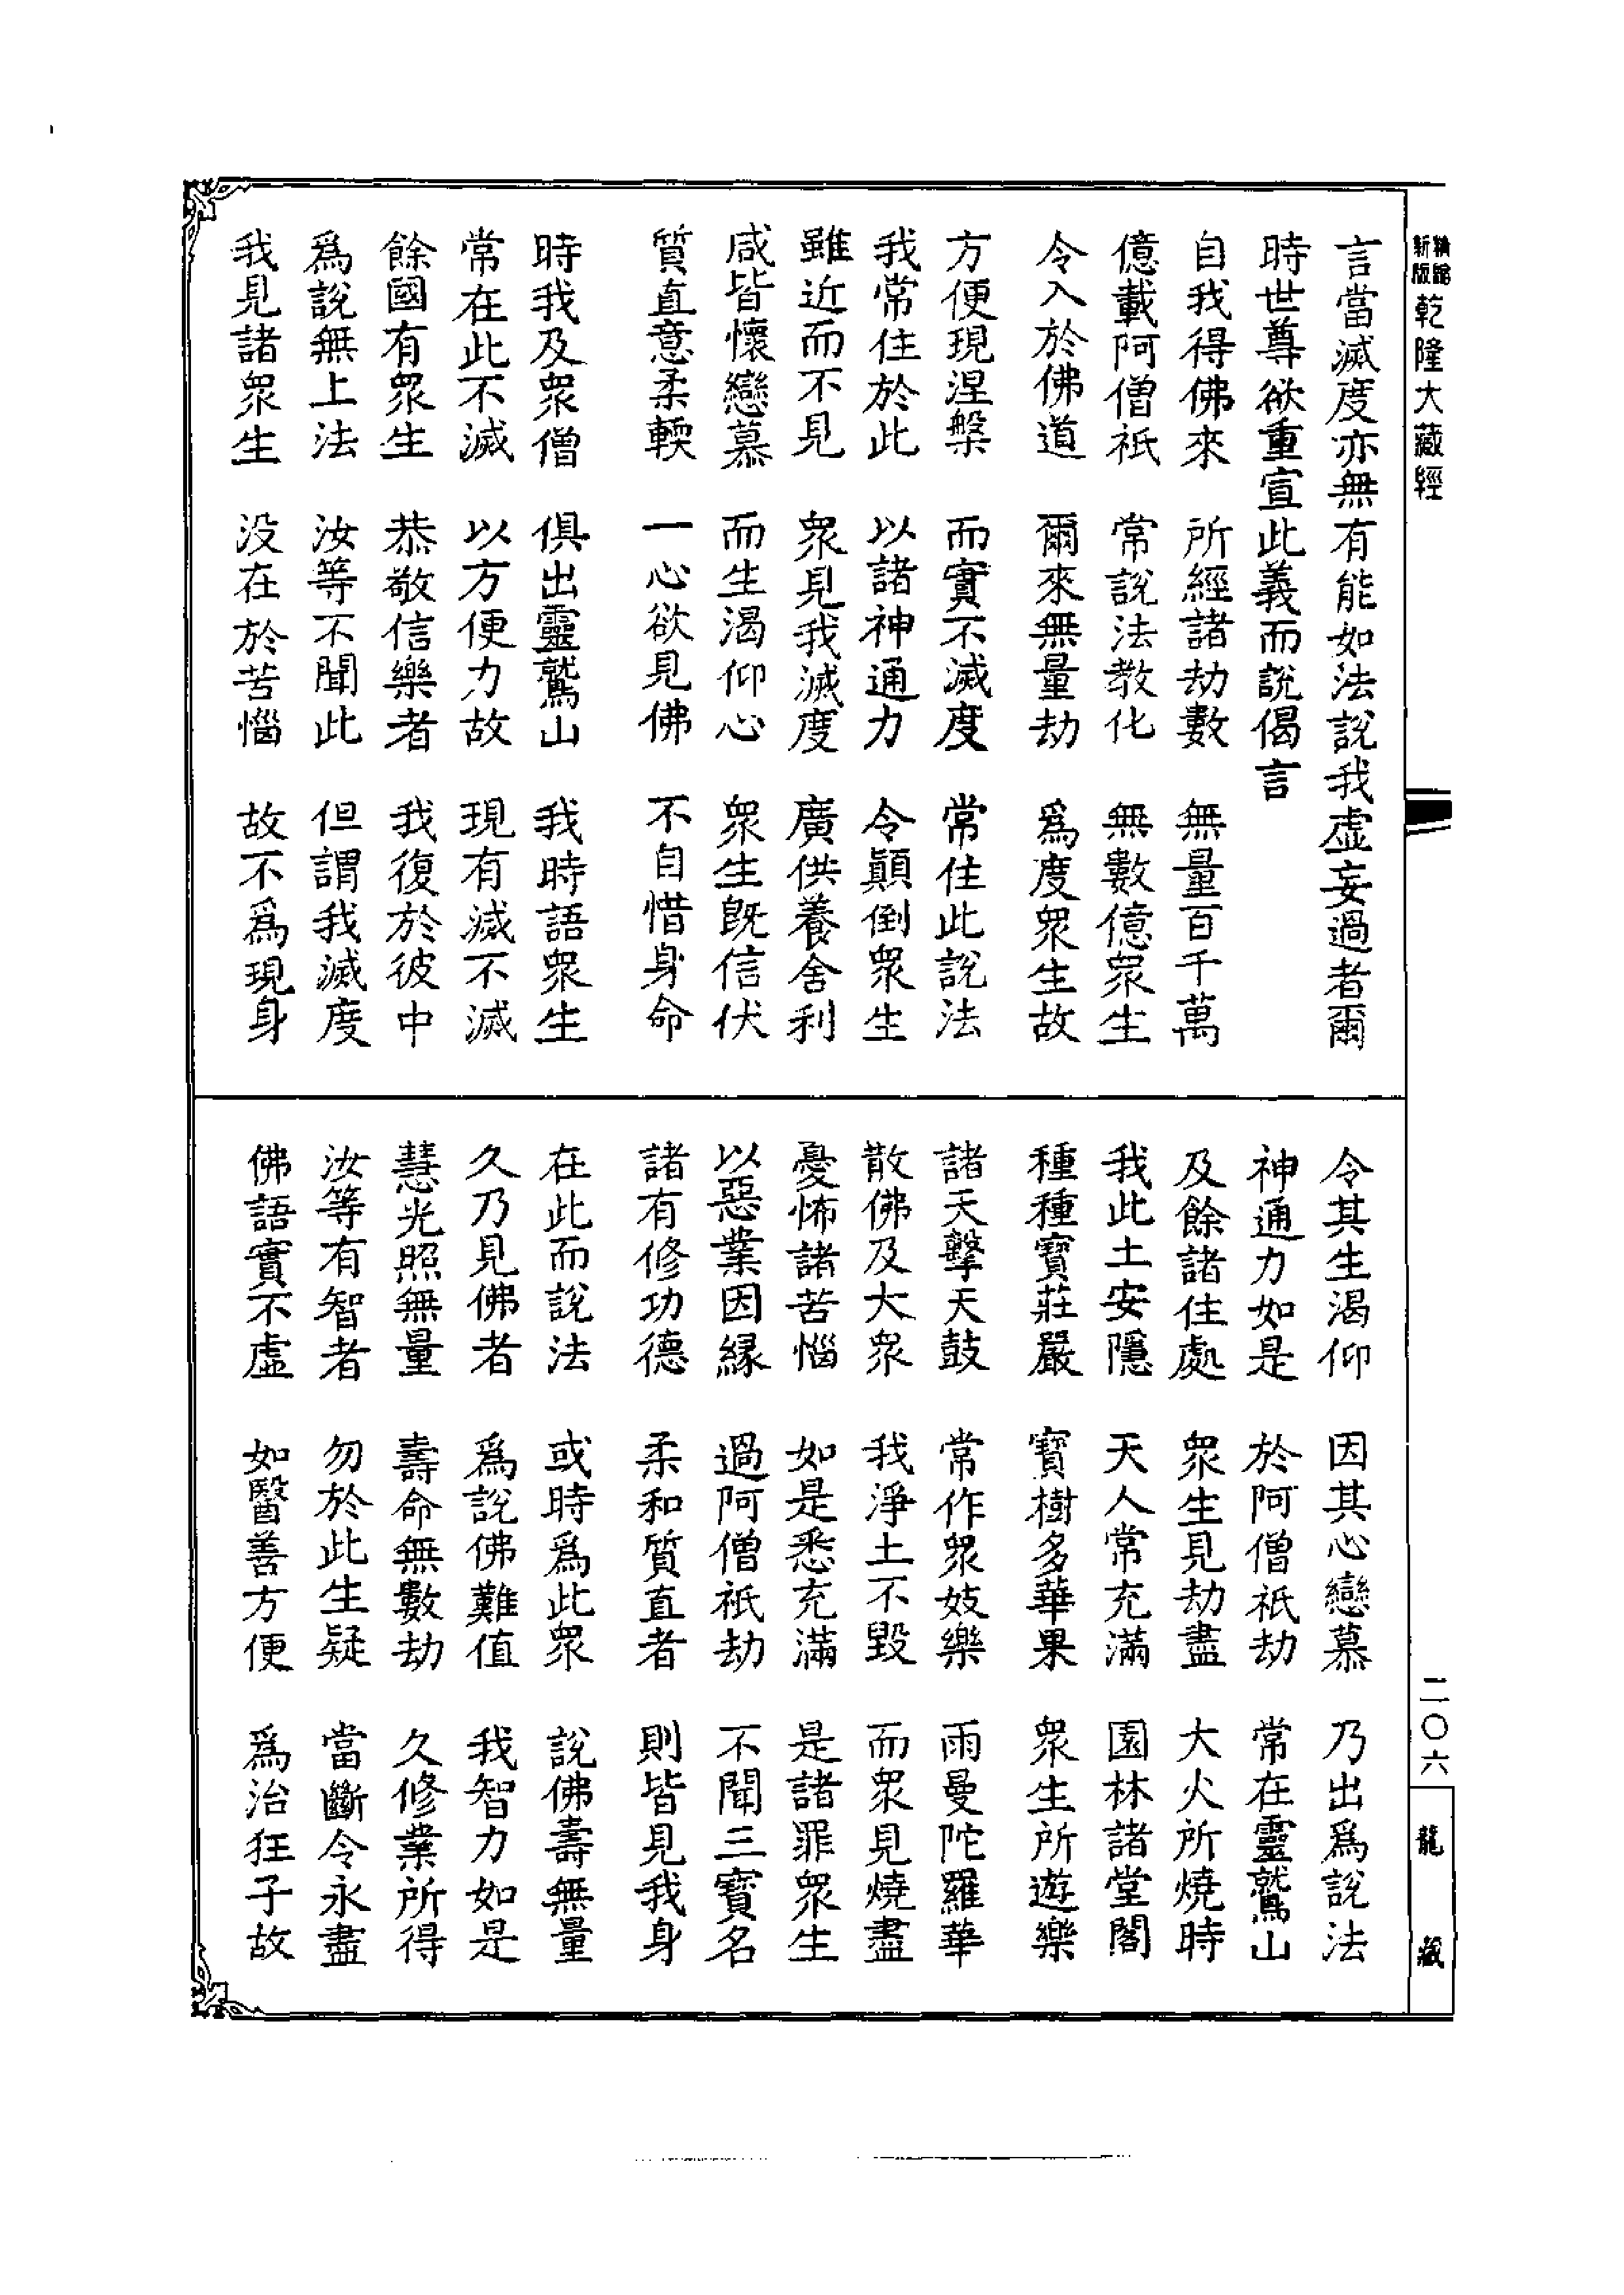 新版
精縮
乾隆大藏經
言當滅度亦無有能如法說我虛妄過者爾
時世尊欲重宣此義而說偈言
自我得佛來　所經諸劫數　無量百千萬
億載阿僧祇　常說法教化　無數億眾生
令入於佛道　爾來無量劫　爲度眾生故
方便現涅槃　而實不滅度　常住此說法
我常住於此　以諸神通力　令顛倒眾生
雖近而不見　眾見我滅度　廣供養舍利
咸皆懷戀慕　而生渴仰心　眾生既信伏
質直意柔輭　一心欲見佛　不自惜身命
時我及眾僧　俱出靈鷲山　我時語眾生
常在此不滅　以方便力故　現有滅不滅
餘國有眾生　恭敬信樂者　我復於彼中
爲說無上法　汝等不聞此　但謂我滅度
我見諸眾生　没在於苦惱　故不爲現身
令其生渴仰　因其心戀慕　乃出爲說法
神通力如是　於阿僧祇劫　常在靈鷲山
及餘諸住處　眾生見劫盡　大火所燒時
我此土安隱　天人常充滿　園林諸堂閣
種種寶莊嚴　寶樹多華果　眾生所遊樂
諸天擊天鼓　常作眾妓樂　雨曼陀羅華
散佛及大眾　我淨土不毀　而眾見燒盡
憂怖諸苦惱　如是悉充滿　是諸罪眾生
以惡業因緣　過阿僧祇劫　不聞三寶名
諸有修功德　柔和質直者　則皆見我身
在此而說法　或時爲此眾　說佛壽無量
久乃見佛者　爲說佛難值　我智力如是
慧光照無量　壽命無數劫　久修業所得
汝等有智者　勿於此生疑　當斷令永盡
佛語實不虛　如醫善方便　爲治狂子故
二〇六
龍藏